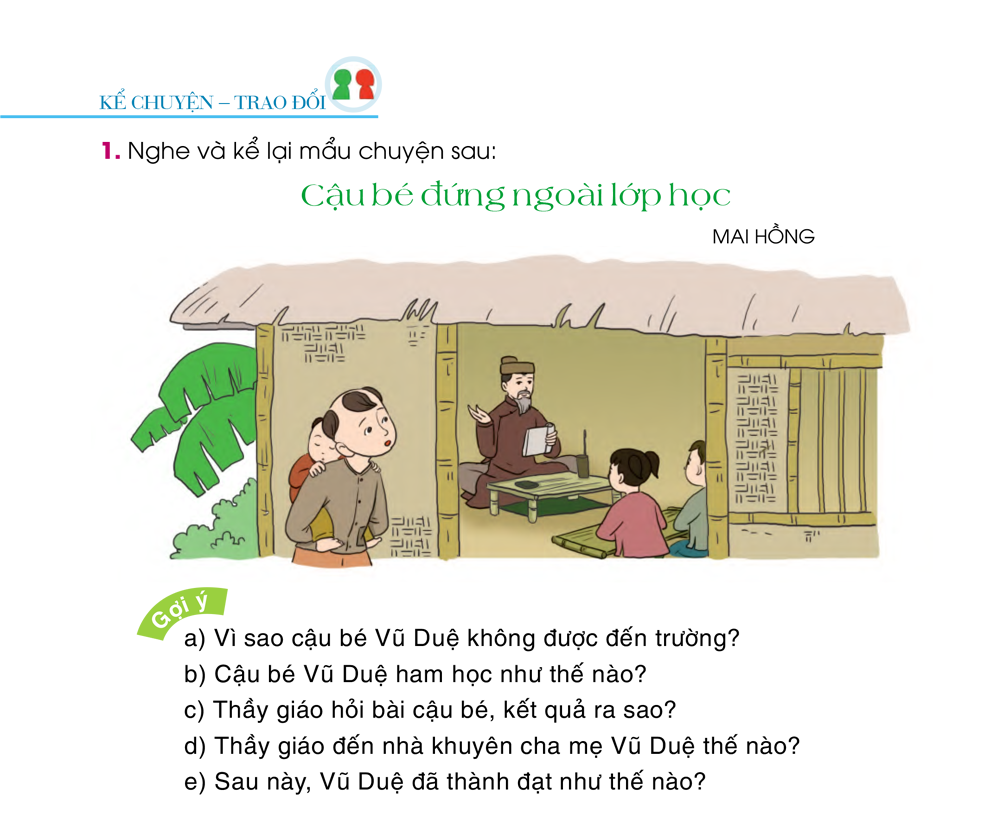 KỂ CHUYỆN – TRAO ĐỔI
1. Nghe và kể lại mẩu chuyện sau:
Cậu bé đứng ngoài lớp học
MAI HỒNG
Gợi ý
a) Vì sao cậu bé Vũ Duệ không được đến trường?
b) Cậu bé Vũ Duệ ham học như thế nào?
c) Thầy giáo hỏi bài cậu bé, kết quả ra sao?
d) Thầy giáo đến nhà khuyên cha mẹ Vũ Duệ thế nào?
e) Sau này, Vũ Duệ đã thành đạt như thế nào?